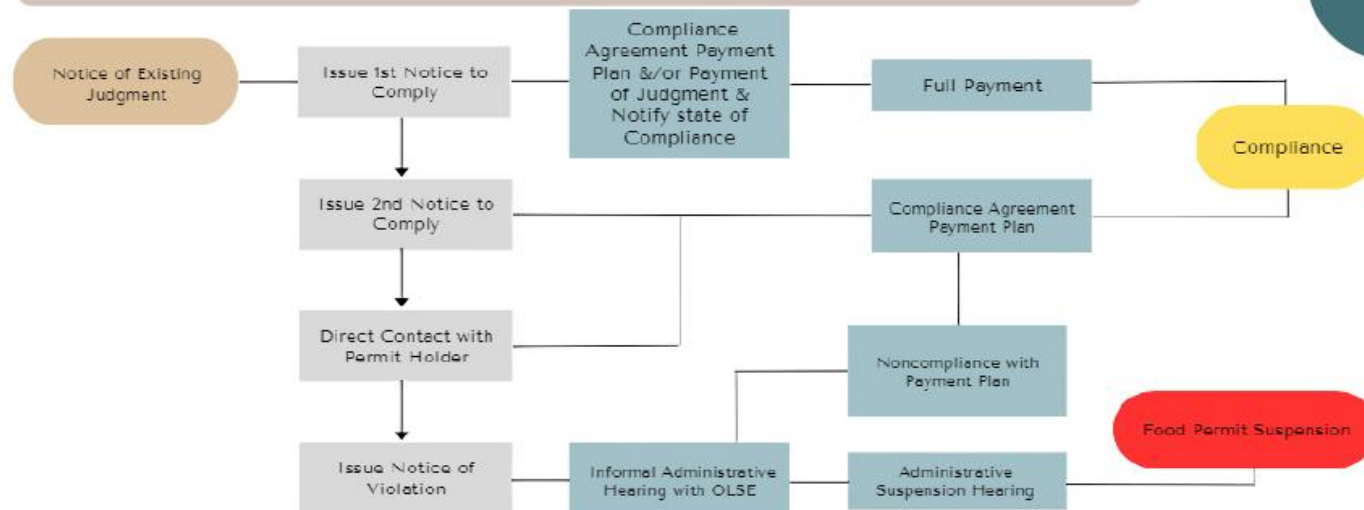 Notice of Existing
Judgment
Issue 1st Notice to
Comply
Compliance
Agreement Payment
Plan &/or Payment
of Judgment &
Notify state of
Compliance
Full Payment
Compliance
Issue 2nd Notice to
Comply
Compliance Agreement
Payment Plan
Direct Contact with
Permit Holder
Noncompliance with
Payment Plan
Food Permit Suspension
Issue Notice of
Violation
Informal Administrative
Hearing with OLSE
Administrative
Suspension Hearing